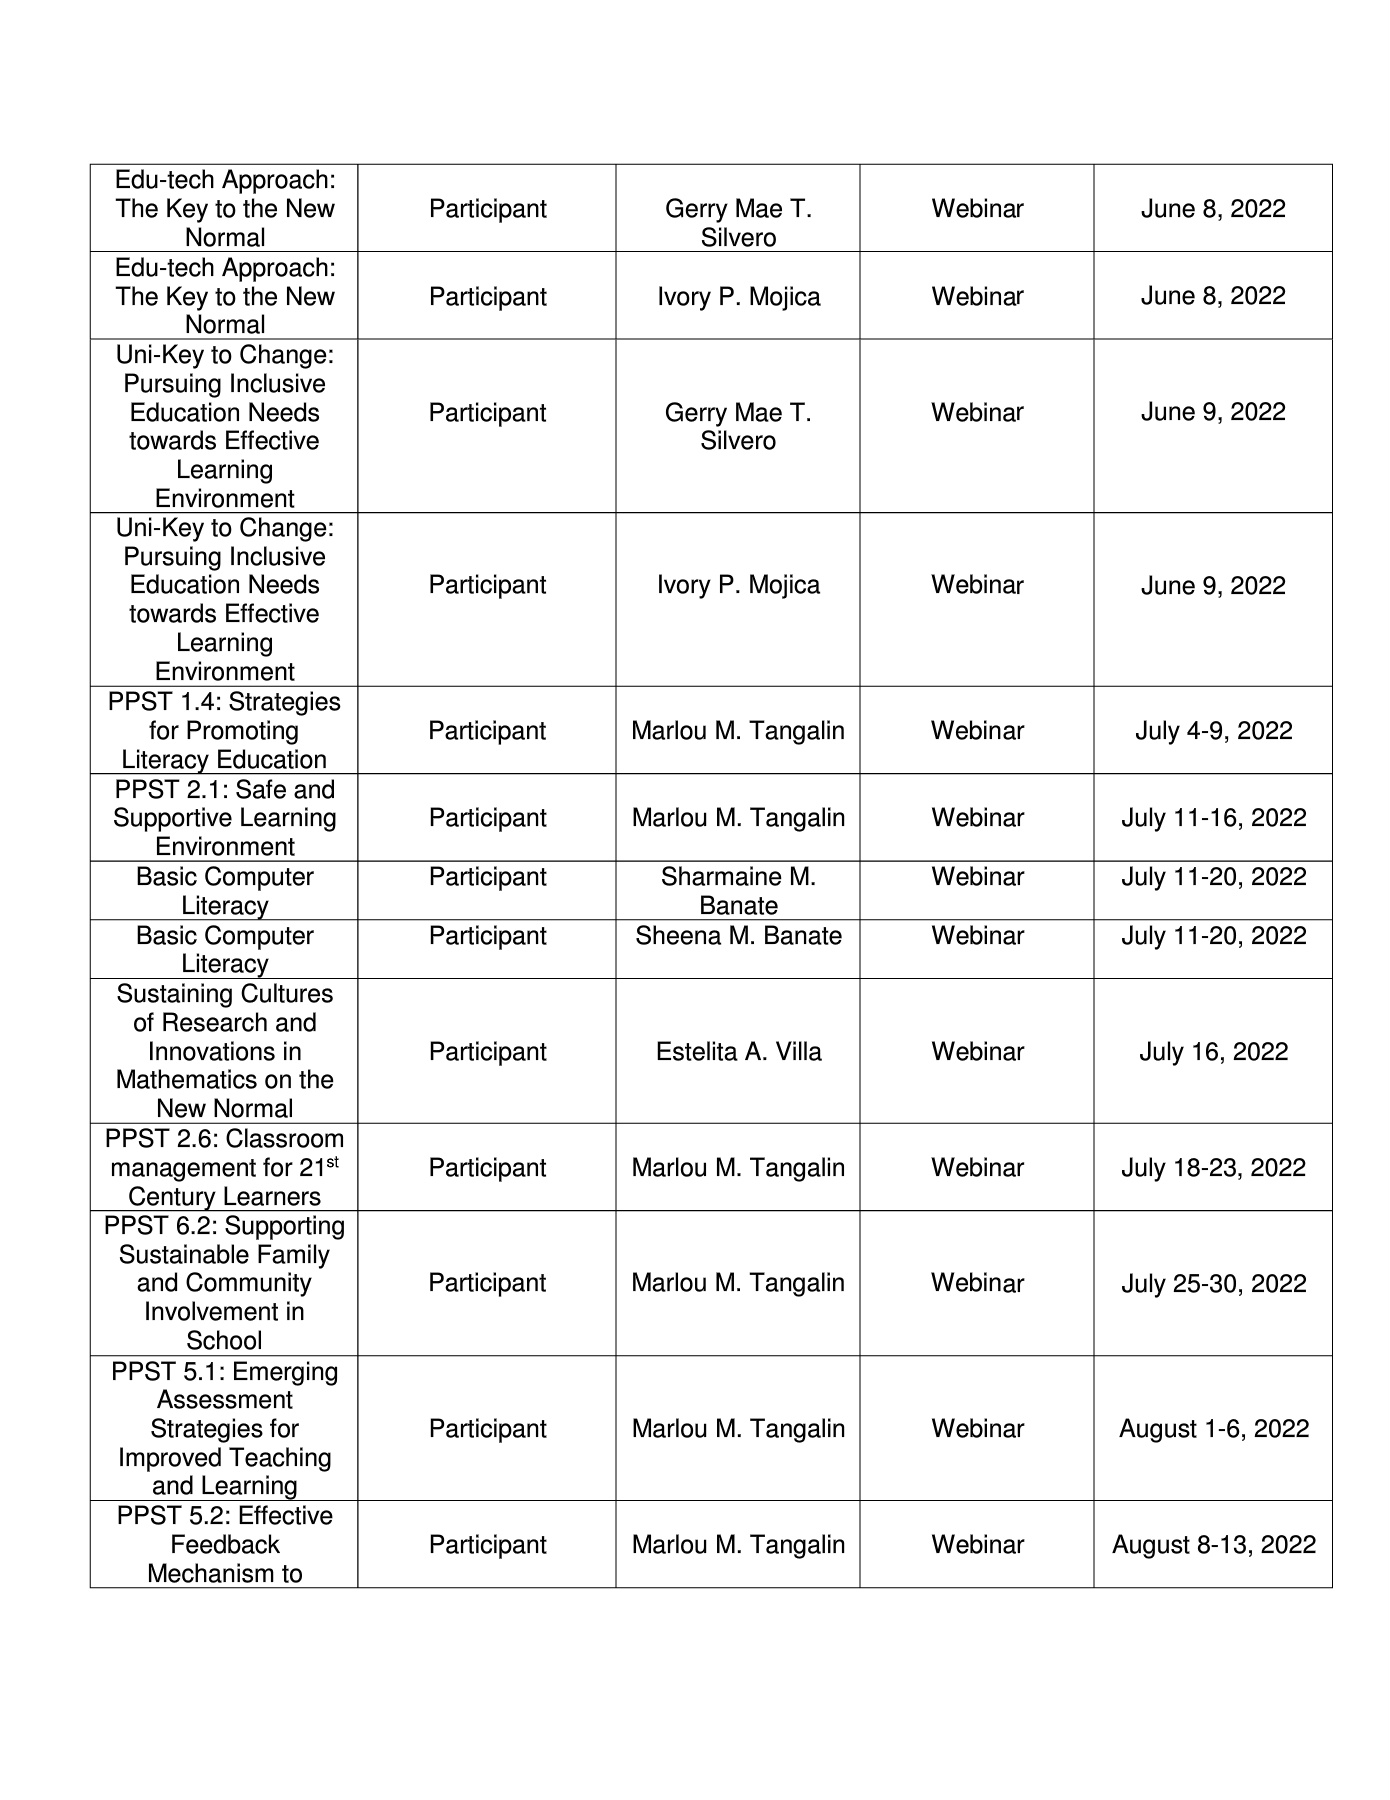 Edu-tech Approach:
The Key to the New
Normal
Participant
Gerry Mae T.
Silvero
Webinar
June 8, 2022
Edu-tech Approach:
The Key to the New
Normal
Participant
Ivory P. Mojica
Webinar
June 8, 2022
Uni-Key to Change:
Pursuing Inclusive
Education Needs
towards Effective
Learning
Environment
Participant
Gerry Mae T.
Silvero
Webinar
June 9, 2022
Uni-Key to Change:
Pursuing Inclusive
Education Needs
towards Effective
Learning
Environment
Participant
Ivory P. Mojica
Webinar
June 9, 2022
PPST 1.4: Strategies
for Promoting
Literacy Education
Participant
Marlou M. Tangalin
Webinar
July 4-9, 2022
PPST 2.1: Safe and
Supportive Learning
Environment
Participant
Marlou M. Tangalin
Webinar
July 11-16, 2022
Basic Computer
Literacy
Participant
Sharmaine M.
Banate
Webinar
July 11-20, 2022
Basic Computer
Literacy
Participant
Sheena M. Banate
Webinar
July 11-20, 2022
Sustaining Cultures
of Research and
Innovations in
Mathematics on the
New Normal
Participant
Estelita A. Villa
Webinar
July 16, 2022
PPST 2.6: Classroom
management for 21st
Century Learners
Participant
Marlou M. Tangalin
Webinar
July 18-23, 2022
PPST 6.2: Supporting
Sustainable Family
and Community
Involvement in
School
Participant
Marlou M. Tangalin
Webinar
July 25-30, 2022
PPST 5.1: Emerging
Assessment
Strategies for
Improved Teaching
and Learning
Participant
Marlou M. Tangalin
Webinar
August 1-6, 2022
PPST 5.2: Effective
Feedback
Mechanism to
Participant
Marlou M. Tangalin
Webinar
August 8-13, 2022